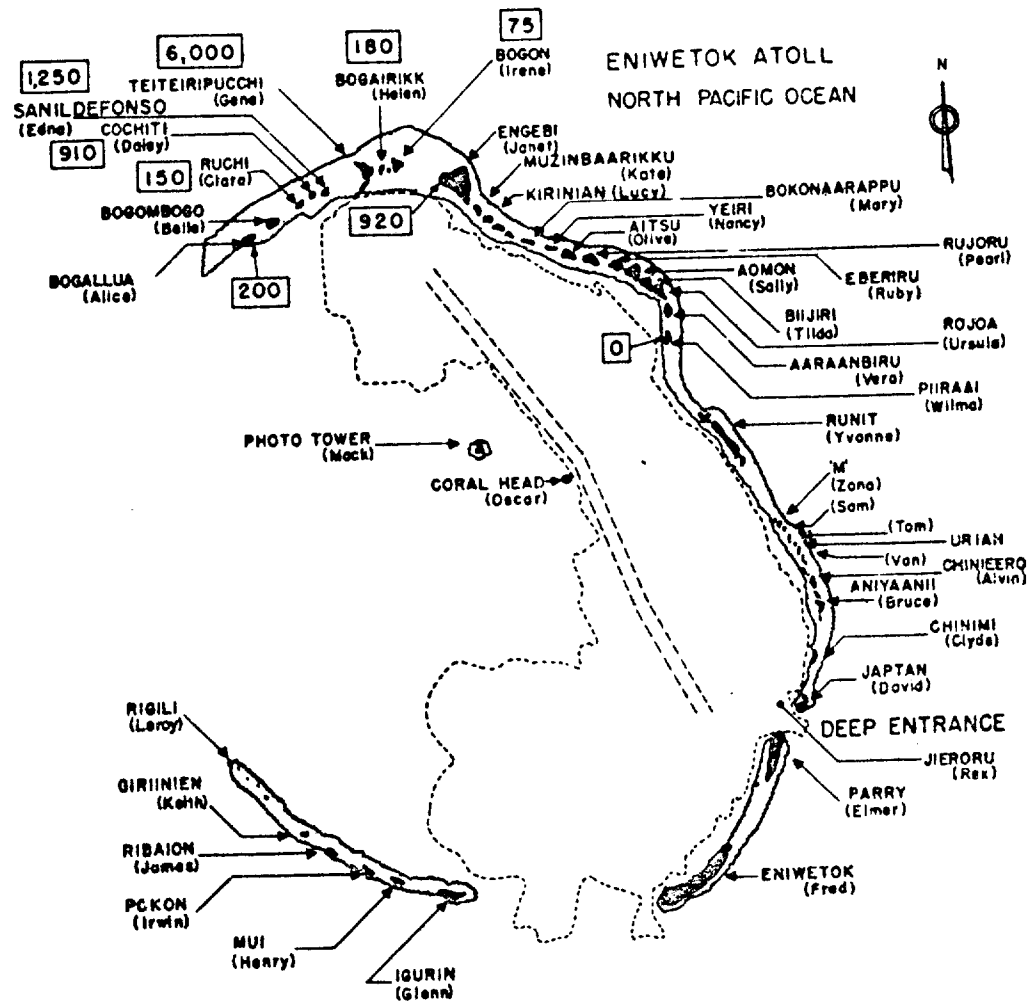 75
180
6,000
1,250
BOGON
(Irene)
BOGAIRIKK
(Helen)
TEITEIRIPUCCHI
(Gene)
ENIWETOK ATOLL
NORTH PACIFIC OCEAN
N
SANILDEFONSO
(Edna)
COCHITI
(Daisy)
910
RUCHI
(Clara)
150
BOGOMBOGO
(Belle)
BOGALLUA
(Alice)
200
920
ENGEBI
(Janet)
MUZINBAARIKKU
(Kate)
KIRINIAN (Lucy)
BOKONAARAPPU
(Mary)
YEIRI
(Nancy)
AITSU
(Olive)
RUJORU
(Pearl)
EBERIRU
(Ruby)
AOMON
(Sally)
BIIJIRI
(Tilda)
ROJOA
(Ursula)
0
AARAANBIRU
(Vera)
PIIRAAI
(Wilma)
RUNIT
(Yvonne)
PHOTO TOWER
(Mack)
CORAL HEAD
(Oscar)
'M'
(Zona)
(Sam)
(Tom)
URIAH
(Van)
CHINIEERO
(Alvin)
ANIYAANII
(Bruce)
CHINIMI
(Clyde)
JAPTAN
(David)
DEEP ENTRANCE
JIERORU
(Rex)
PARRY
(Elmer)
ENIWETOK
(Fred)
RIGILI
(Leroy)
GIRIINIEN
(Keith)
RIBAION
(James)
POKON
(Irwin)
MUI
(Henry)
IGURIN
(Glenn)